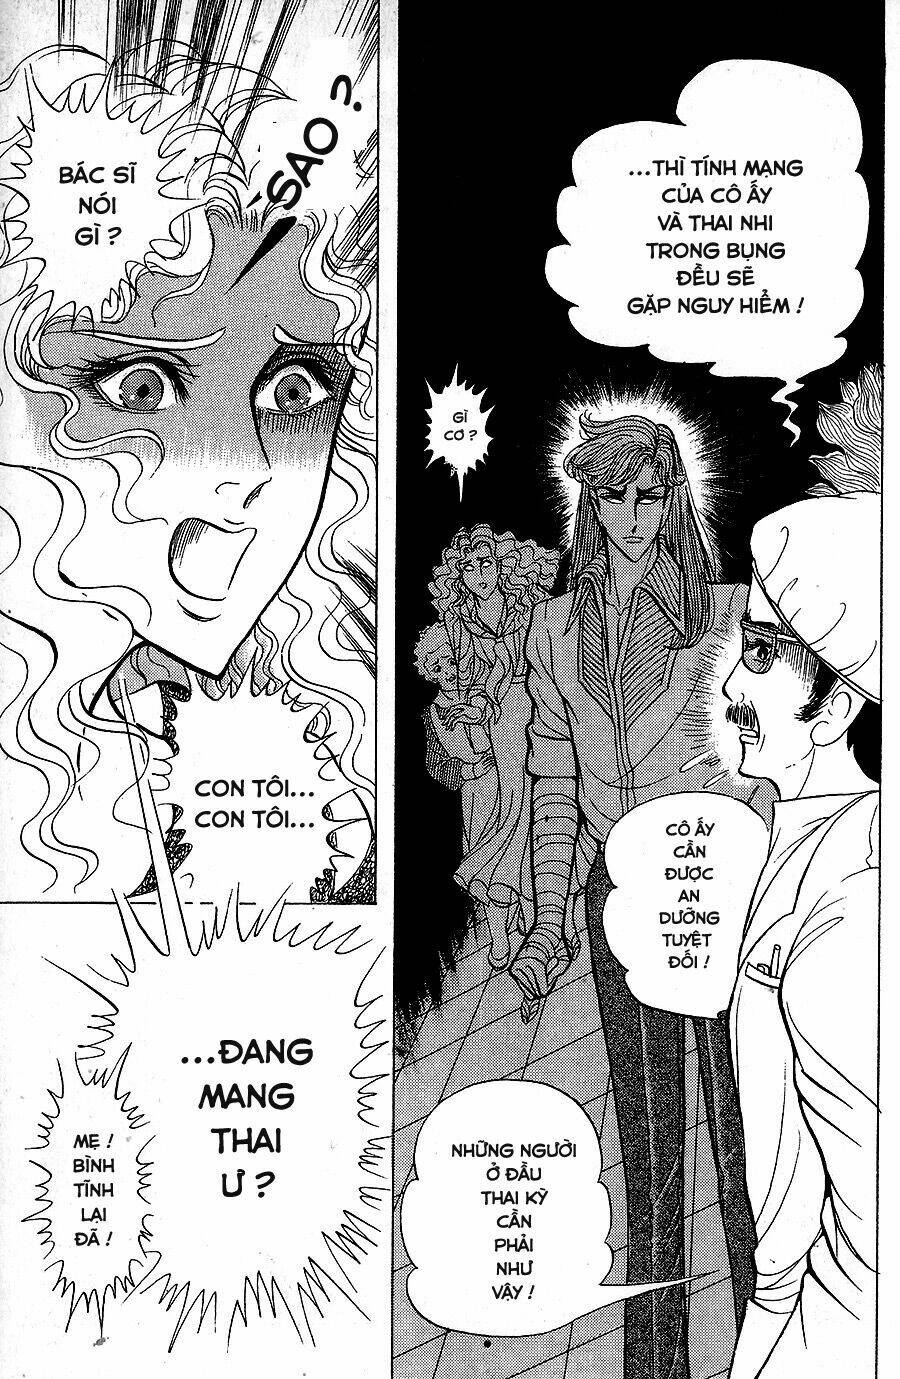 ...THÌ TÍNH MẠNG
CỦA CÔ ẤY
VÀ THAI NHI
TRONG BỤNG
ĐỀU SẼ
GẶP NGUY HIỂM !
GÌ
CƠ ?
CÔ ẤY
CẦN
ĐƯỢC
AN
DƯỠNG
TUYỆT
ĐỐI !
NHỮNG NGƯỜI
Ở ĐẦU
THAI KỲ
CẦN
PHẢI
NHƯ
VẬY !
SAO ?
BÁC SĨ
NÓI
GÌ ?
CON TÔI...
CON TÔI...
...ĐANG
MANG
THAI
Ư ?
MẸ !
BÌNH
TĨNH
LẠI
ĐÃ !